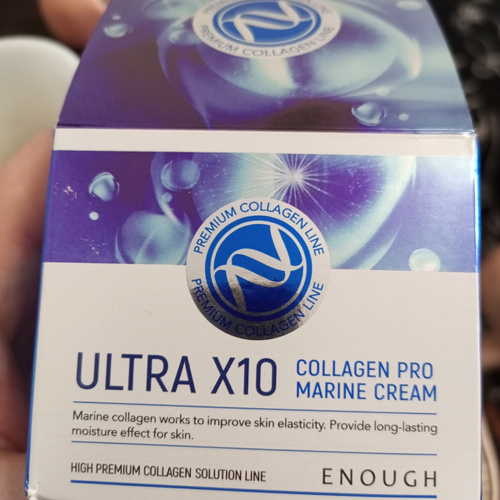 PREMIUM COLLAGEN LINE
PREMIUM COLLAGEN LINE
PREMIUM COLLAGEN LINE
ULTRA X10
COLLAGEN PRO
MARINE CREAM
Marine collagen works to improve skin elasticity. Provide long-lasting
moisture effect for skin.
HIGH PREMIUM COLLAGEN SOLUTION LINE
ENOUGH